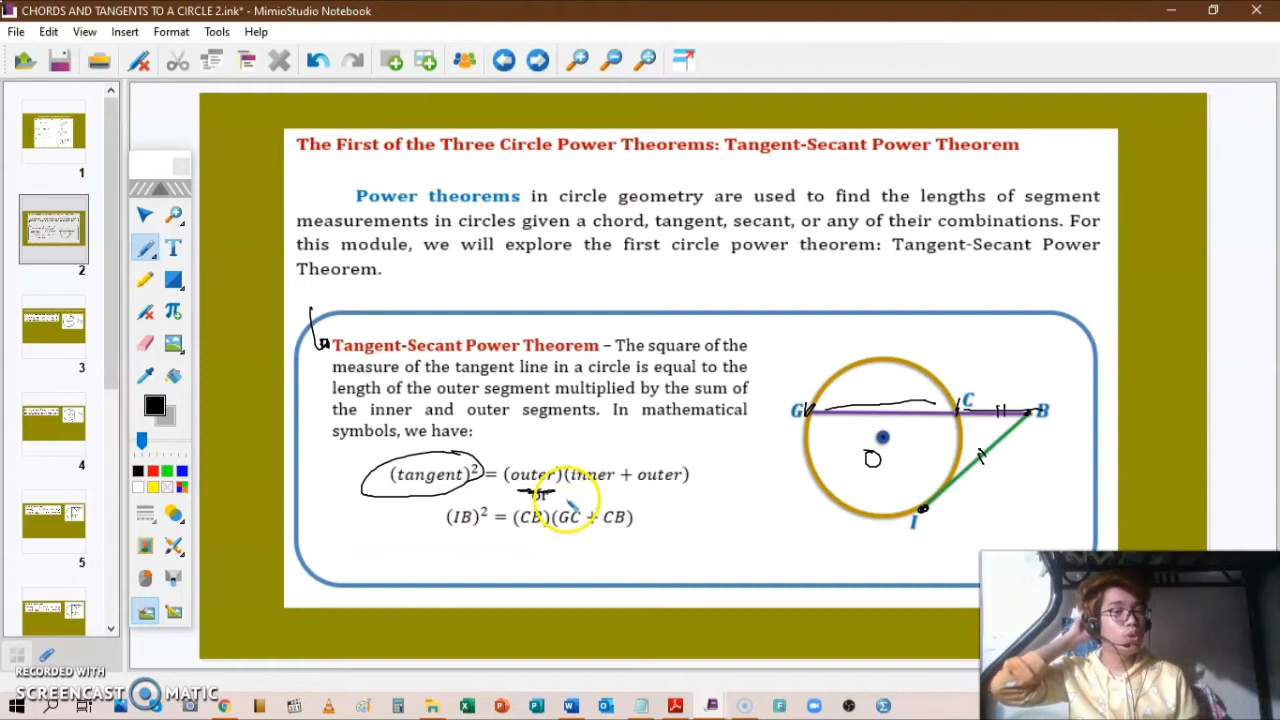 CHORDS AND TANGENTS TO A CIRCLE 2.ink* - MimioStudio Notebook
File Edit View Insert Format Tools Help
The First of the Three Circle Power Theorems: Tangent-Secant Power Theorem
Power theorems in circle geometry are used to find the lengths of segment
measurements in circles given a chord, tangent, secant, or any of their combinations. For
this module, we will explore the first circle power theorem: Tangent-Secant Power
Theorem.
Tangent-Secant Power Theorem – The square of the
measure of the tangent line in a circle is equal to the
length of the outer segment multiplied by the sum of
the inner and outer segments. In mathematical
symbols, we have:
(tangent)² = (outer)(inner + outer)
or
(IB)² = (CB)(GC + CB)
G
C
B
O
I
1
2
3
4
5
RECORDED WITH
SCREENCAST MATIC